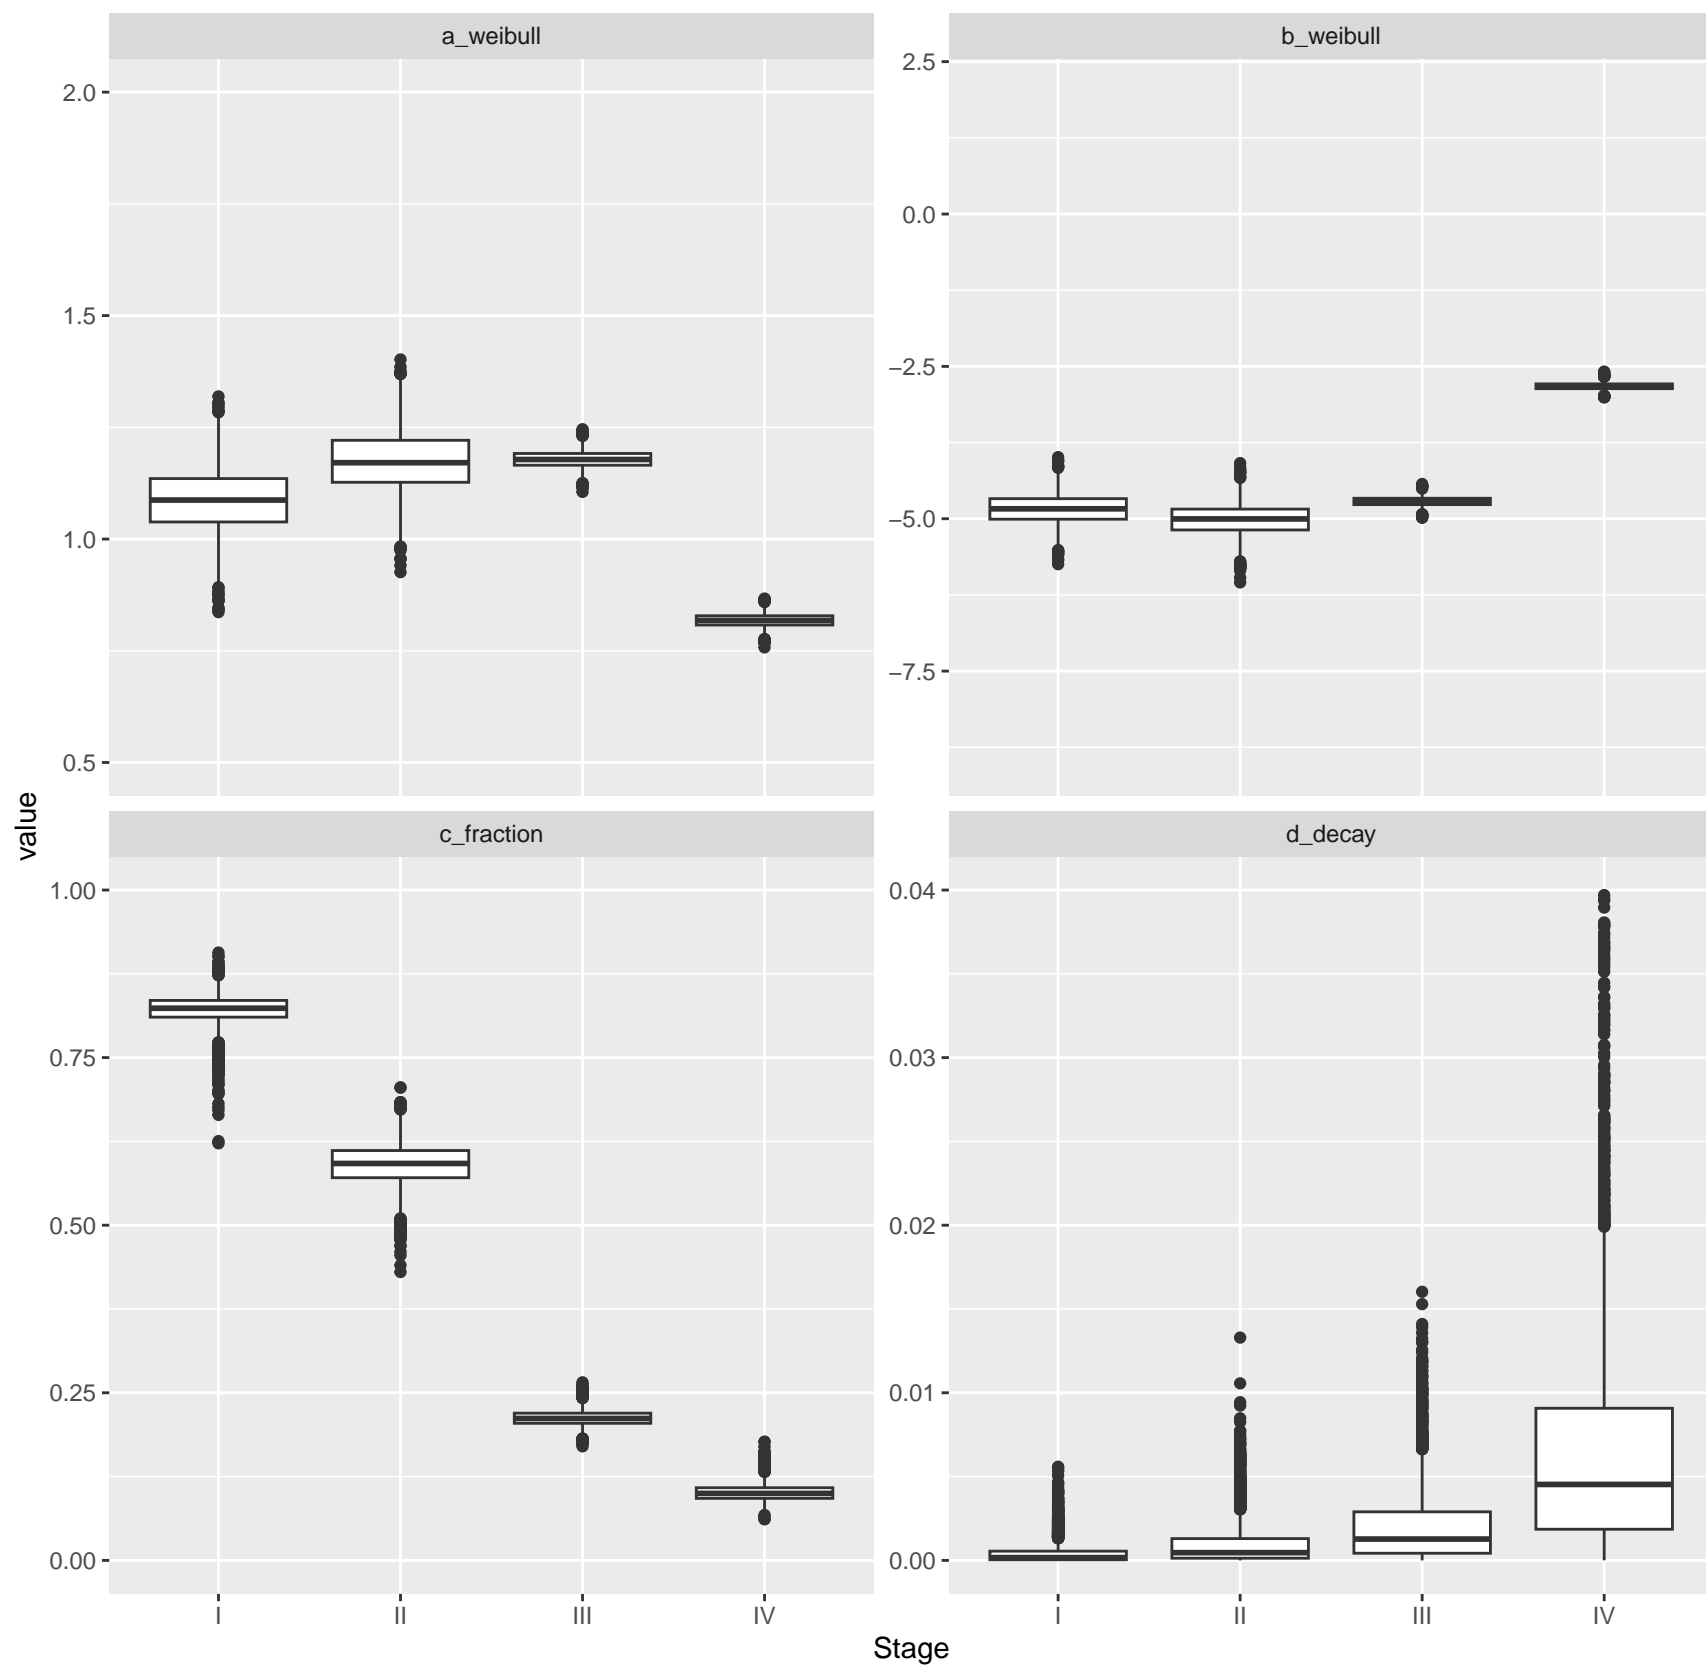 a_weibull
b_weibull
2.0
1.5
1.0
0.5
2.5
0.0
−2.5
−5.0
−7.5
value
c_fraction
d_decay
1.00
0.75
0.50
0.25
0.00
0.04
0.03
0.02
0.01
0.00
I II III IV
I II III IV
Stage